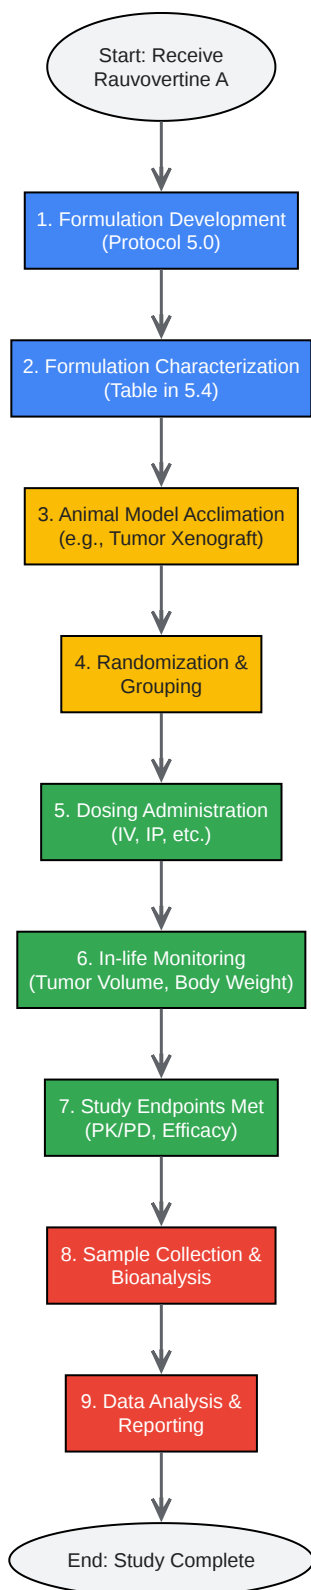 Start: Receive
Rauvovertine A
1. Formulation Development
(Protocol 5.0)
2. Formulation Characterization
(Table in 5.4)
3. Animal Model Acclimation
(e.g., Tumor Xenograft)
4. Randomization &
Grouping
5. Dosing Administration
(IV, IP, etc.)
6. In-life Monitoring
(Tumor Volume, Body Weight)
7. Study Endpoints Met
(PK/PD, Efficacy)
8. Sample Collection &
Bioanalysis
9. Data Analysis &
Reporting
End: Study Complete